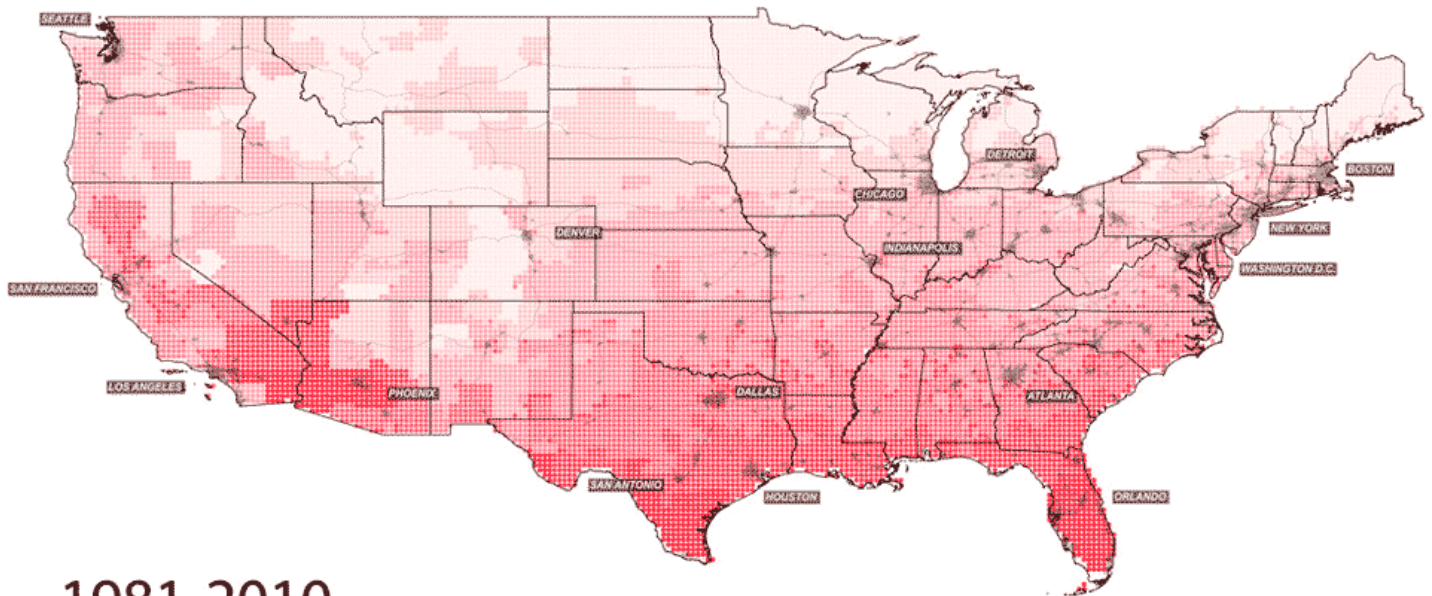 SEATTLE
DETROIT
BOSTON
CHICAGO
NEW YORK
DENVER
INDIANAPOLIS
WASHINGTON D.C.
SAN FRANCISCO
LOS ANGELES
PHOENIX
DALLAS
ATLANTA
SAN ANTONIO
HOUSTON
ORLANDO
1981-2010